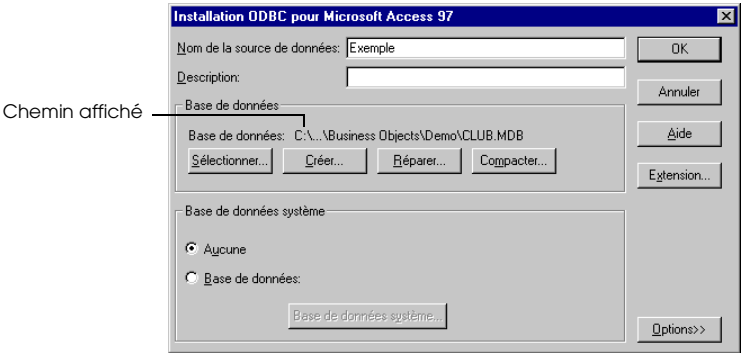 Installation ODBC pour Microsoft Access 97
Nom de la source de données: Exemple
OK
Description:
Annuler
Chemin affiché
Base de données
Base de données: C:\...\Business Objects\Demo\CLUB.MDB
Aide
Sélectionner... Créer... Réparer... Compacter...
Extension...
Base de données système
Aucune
Base de données:
Base de données système...
Options>>